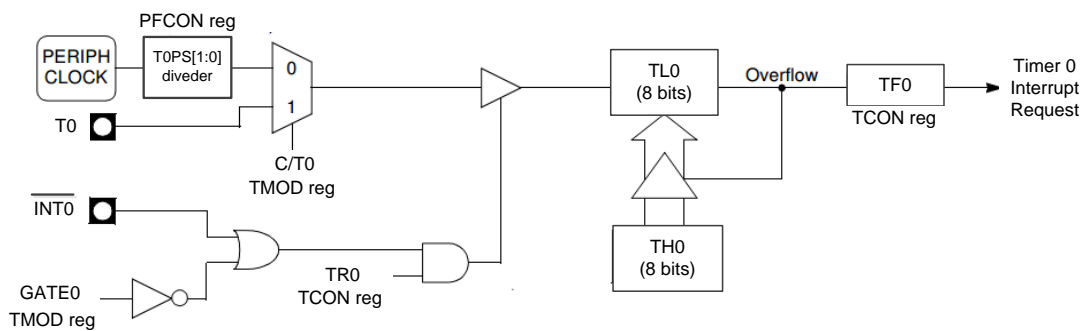 PFCON reg
PERIPH
CLOCK
T0PS[1:0]
diveder
0
1
T0
C/T0
TMOD reg
TL0
(8 bits)
Overflow
TF0
TCON reg
Timer 0
Interrupt
Request
INT0
GATE0
TMOD reg
TR0
TCON reg
TH0
(8 bits)